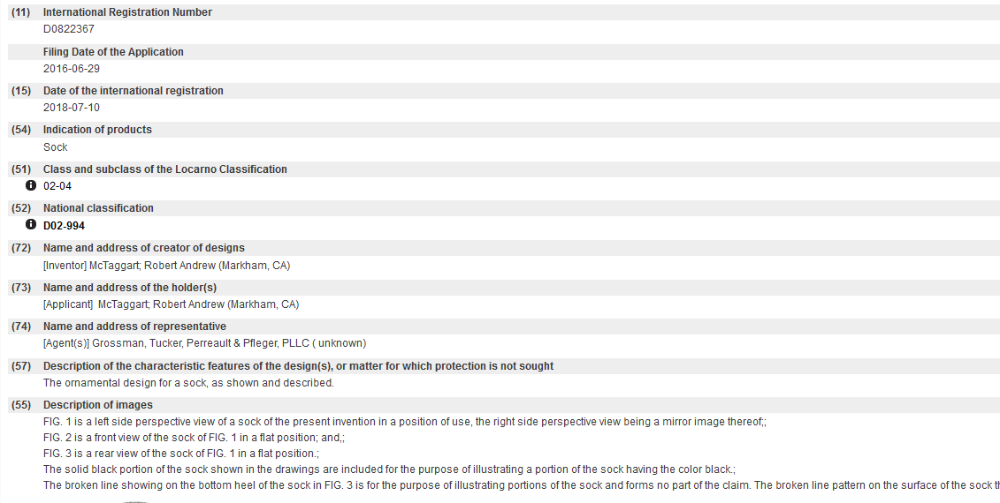 (11) International Registration Number
D0822367
Filing Date of the Application
2016-06-29
(15) Date of the international registration
2018-07-10
(54) Indication of products
Sock
(51) Class and subclass of the Locarno Classification
02-04
(52) National classification
D02-994
(72) Name and address of creator of designs
[Inventor] McTaggart; Robert Andrew (Markham, CA)
(73) Name and address of the holder(s)
[Applicant] McTaggart; Robert Andrew (Markham, CA)
(74) Name and address of representative
[Agent(s)] Grossman, Tucker, Perreault & Pfleger, PLLC ( unknown)
(57) Description of the characteristic features of the design(s), or matter for which protection is not sought
The ornamental design for a sock, as shown and described.
(55) Description of images
FIG. 1 is a left side perspective view of a sock of the present invention in a position of use, the right side perspective view being a mirror image thereof;;
FIG. 2 is a front view of the sock of FIG. 1 in a flat position; and,;
FIG. 3 is a rear view of the sock of FIG. 1 in a flat position.;
The solid black portion of the sock shown in the drawings are included for the purpose of illustrating a portion of the sock having the color black.;
The broken line showing on the bottom heel of the sock in FIG. 3 is for the purpose of illustrating portions of the sock and forms no part of the claim. The broken line pattern on the surface of the sock